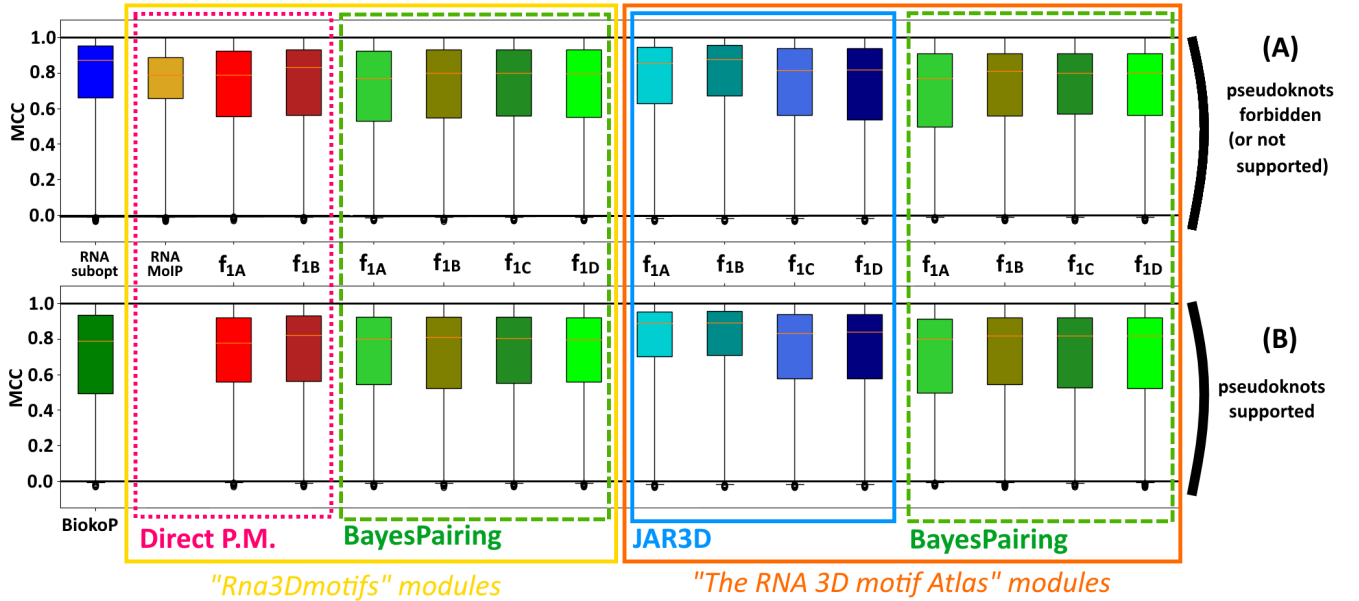 (A)
pseudoknots
forbidden
(or not
supported)
MCC
1.0
0.8
0.6
0.4
0.2
0.0
RNA
subopt
RNA
MoIP
f1A
f1B
f1A
f1B
f1C
f1D
f1A
f1B
f1C
f1D
f1A
f1B
f1C
f1D
(B)
pseudoknots
supported
MCC
1.0
0.8
0.6
0.4
0.2
0.0
BiokoP
Direct P.M.
BayesPairing
JAR3D
BayesPairing
"Rna3Dmotifs" modules
"The RNA 3D motif Atlas" modules